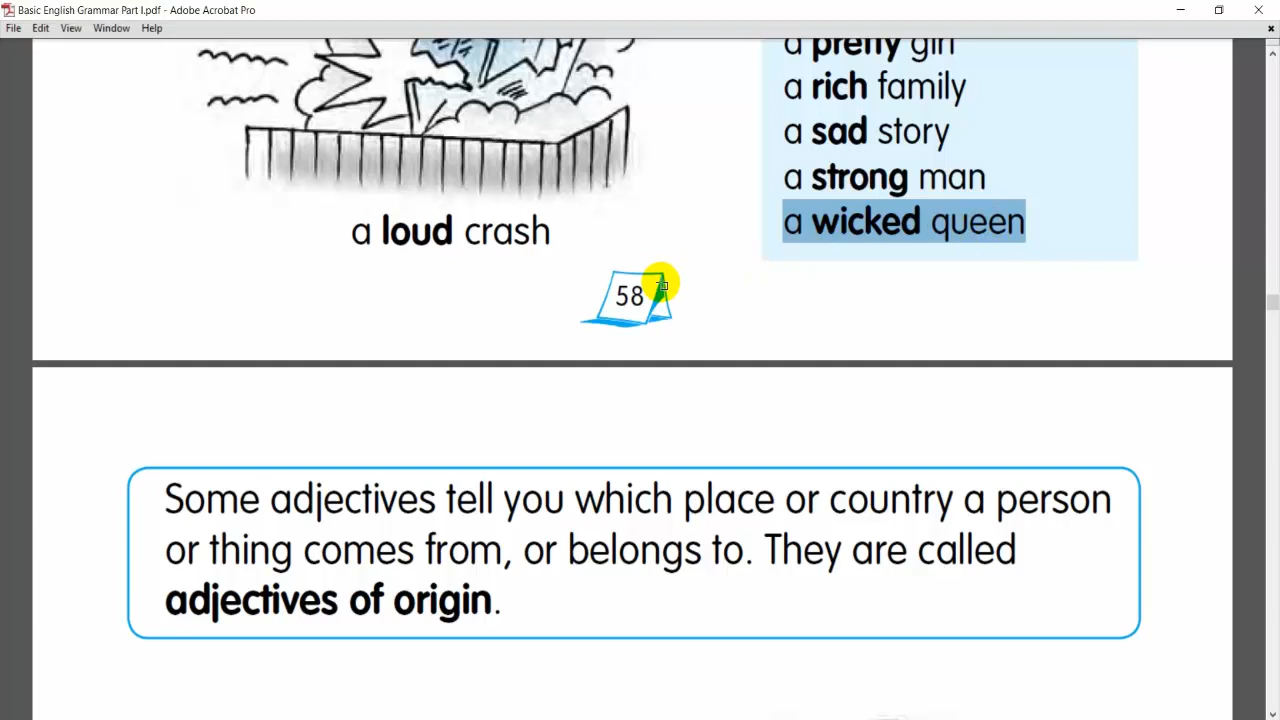 Basic English Grammar Part I.pdf - Adobe Acrobat Pro
File Edit View Window Help
a pretty girl
a rich family
a sad story
a strong man
a wicked queen
a loud crash
58
Some adjectives tell you which place or country a person
or thing comes from, or belongs to. They are called
adjectives of origin.